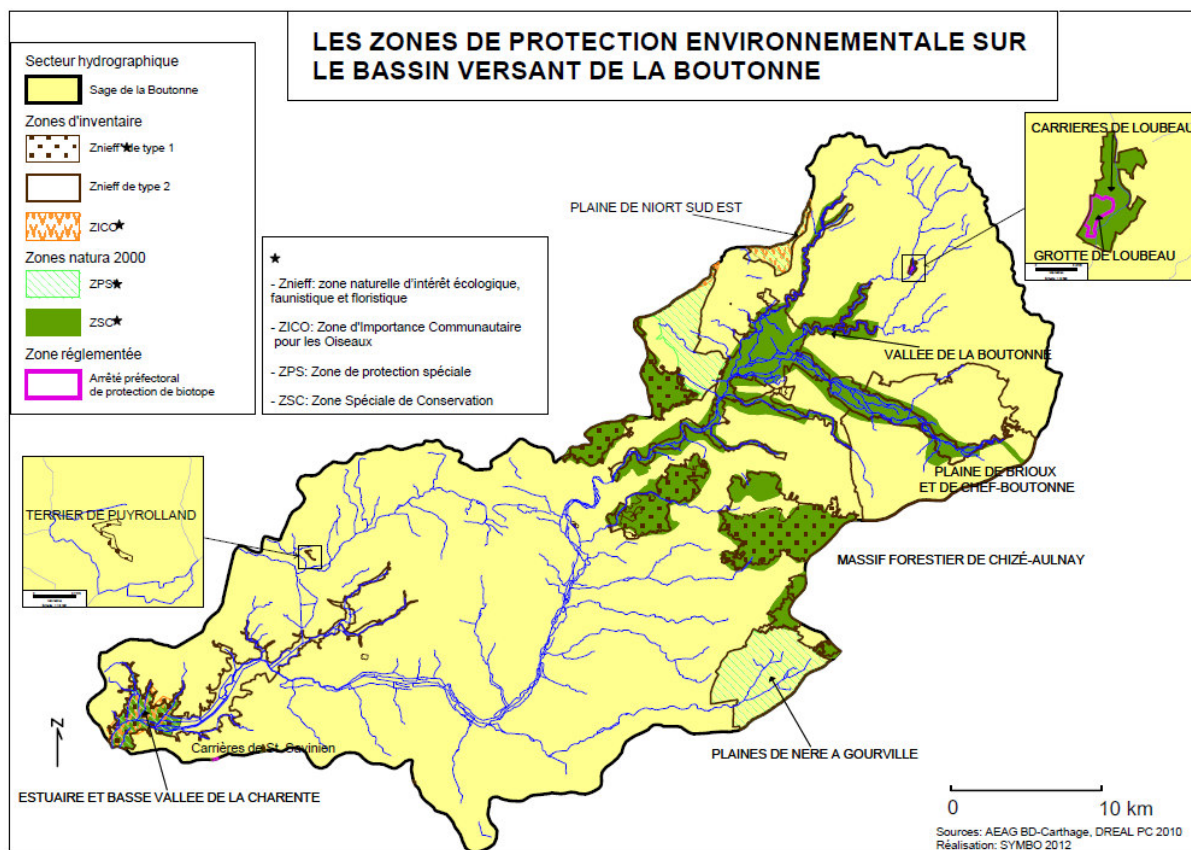 LES ZONES DE PROTECTION ENVIRONNEMENTALE SUR
LE BASSIN VERSANT DE LA BOUTONNE
Secteur hydrographique
Sage de la Boutonne
Zones d'inventaire
Znieff★de type 1
Znieff de type 2
ZICO★
Zones natura 2000
ZPS★
ZSC★
Zone réglementée
Arrêté préfectoral
de protection de biotope
★
- Znieff: zone naturelle d'intérêt écologique,
faunistique et floristique
- ZICO: Zone d'Importance Communautaire
pour les Oiseaux
- ZPS: Zone de protection spéciale
- ZSC: Zone Spéciale de Conservation
CARRIERES DE LOUBEAU
GROTTE DE LOUBEAU
PLAINE DE NIORT SUD EST
VALLEE DE LA BOUTONNE
PLAINE DE BRIOUX
ET DE CHEF-BOUTONNE
TERRIER DE PUYROLLAND
MASSIF FORESTIER DE CHIZÉ-AULNAY
N
Carrières de St. Savinien
PLAINES DE NERE A GOURVILLE
ESTUAIRE ET BASSE VALLEE DE LA CHARENTE
0 10 km
Sources: AEAG BD-Carthage, DREAL PC 2010
Réalisation: SYMBO 2012